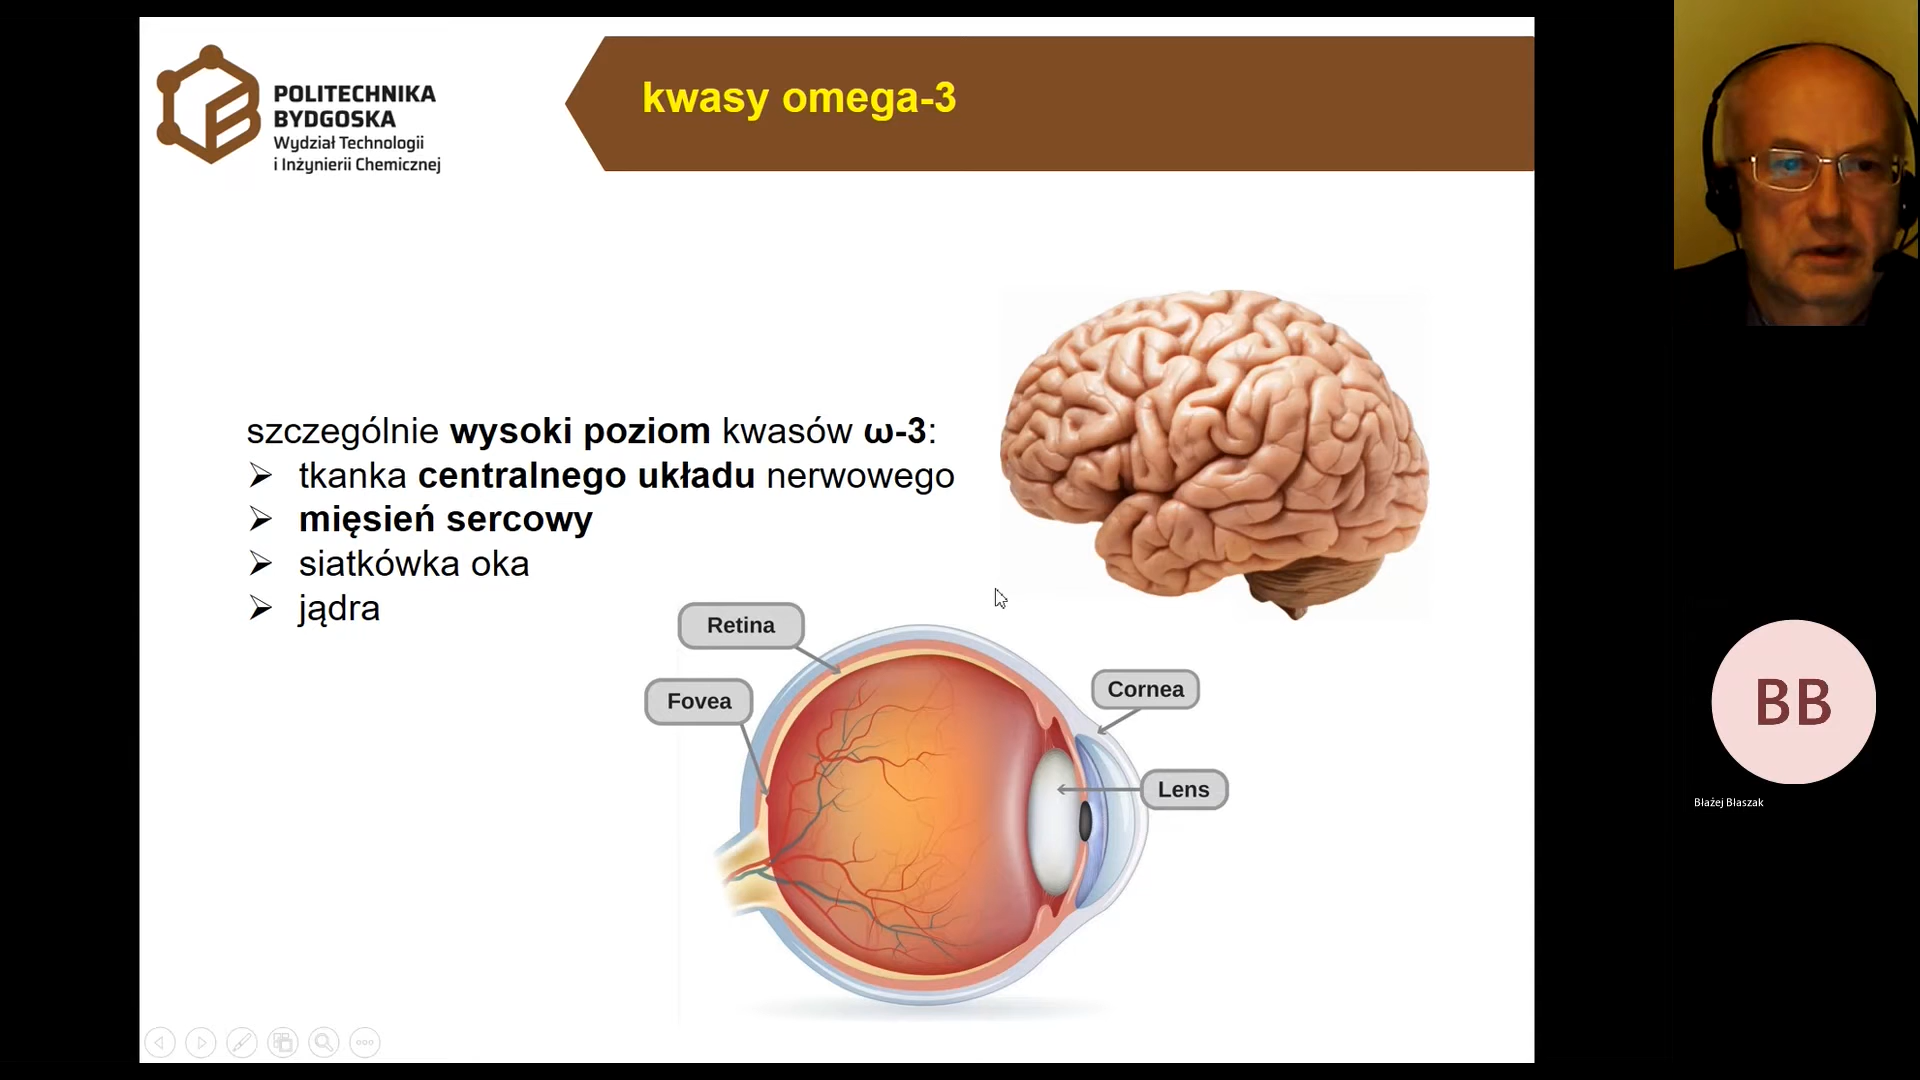 POLITECHNIKA
BYDGOSKA
Wydział Technologii
i Inżynierii Chemicznej
kwasy omega-3
szczególnie wysoki poziom kwasów ω-3:
tkanka centralnego układu nerwowego
mięsień sercowy
siatkówka oka
jądra
Retina
Fovea
Cornea
Lens
BB
Błażej Błaszak